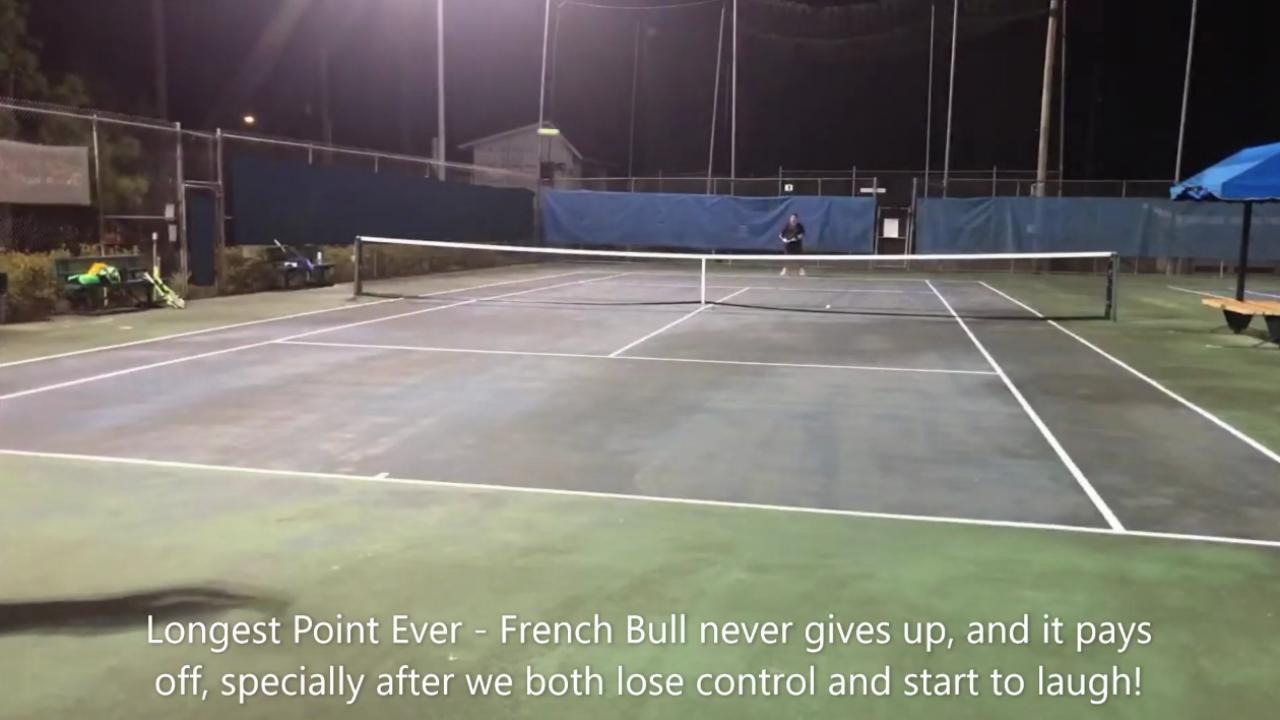 Longest Point Ever - French Bull never gives up, and it pays
off, specially after we both lose control and start to laugh!